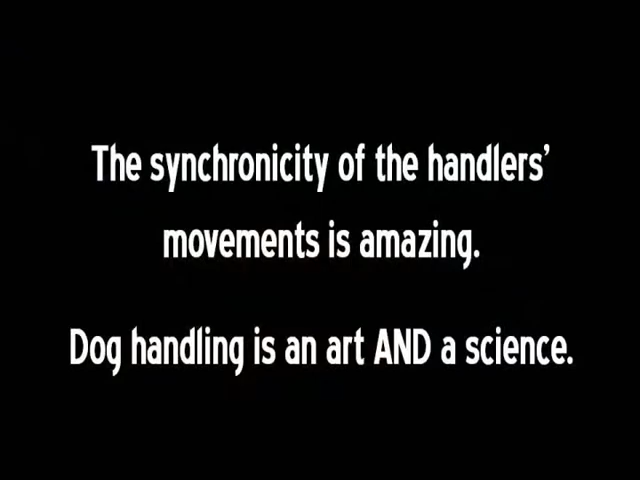 The synchronicity of the handlers’
movements is amazing.
Dog handling is an art AND a science.